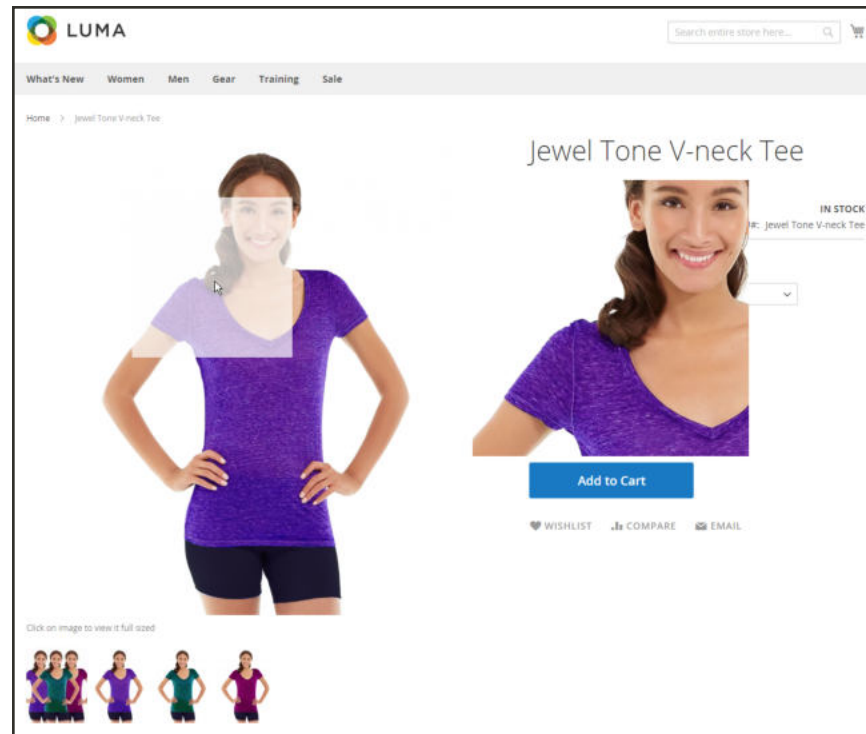 LUMA
Search entire store here...
What's New Women Men Gear Training Sale
Home > Jewel Tone V-neck Tee
Jewel Tone V-neck Tee
IN STOCK
#: Jewel Tone V-neck Tee
Add to Cart
WISHLIST COMPARE EMAIL
Click on image to view it full sized